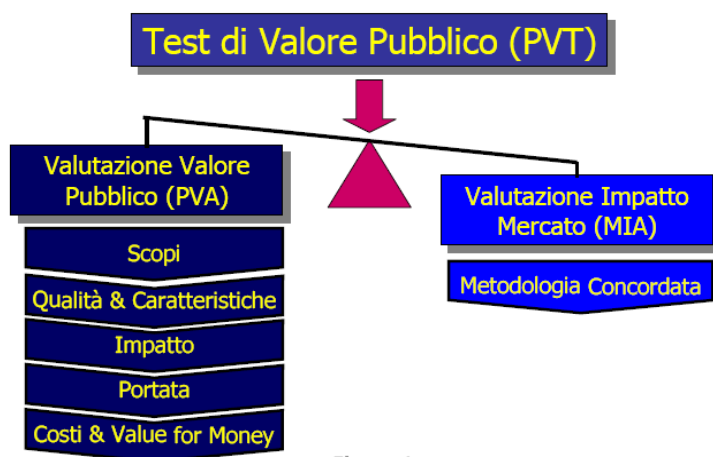 Test di Valore Pubblico (PVT)
Valutazione Valore
Pubblico (PVA)
Scopi
Qualità & Caratteristiche
Impatto
Portata
Costi & Value for Money
Valutazione Impatto
Mercato (MIA)
Metodologia Concordata